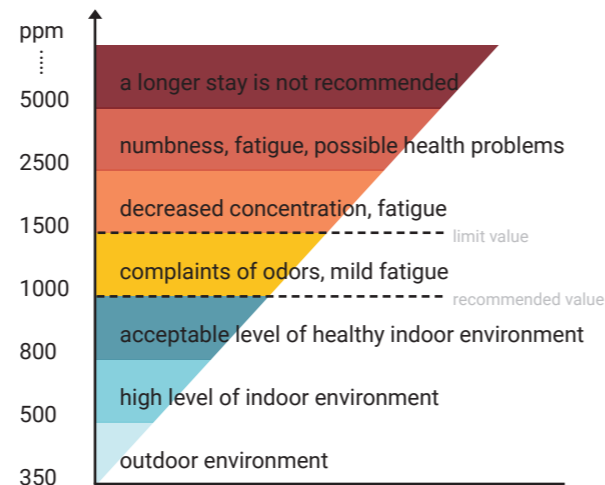 ppm
a longer stay is not recommended
5000
numbness, fatigue, possible health problems
2500
decreased concentration, fatigue
1500
limit value
complaints of odors, mild fatigue
1000
recommended value
acceptable level of healthy indoor environment
800
high level of indoor environment
500
outdoor environment
350